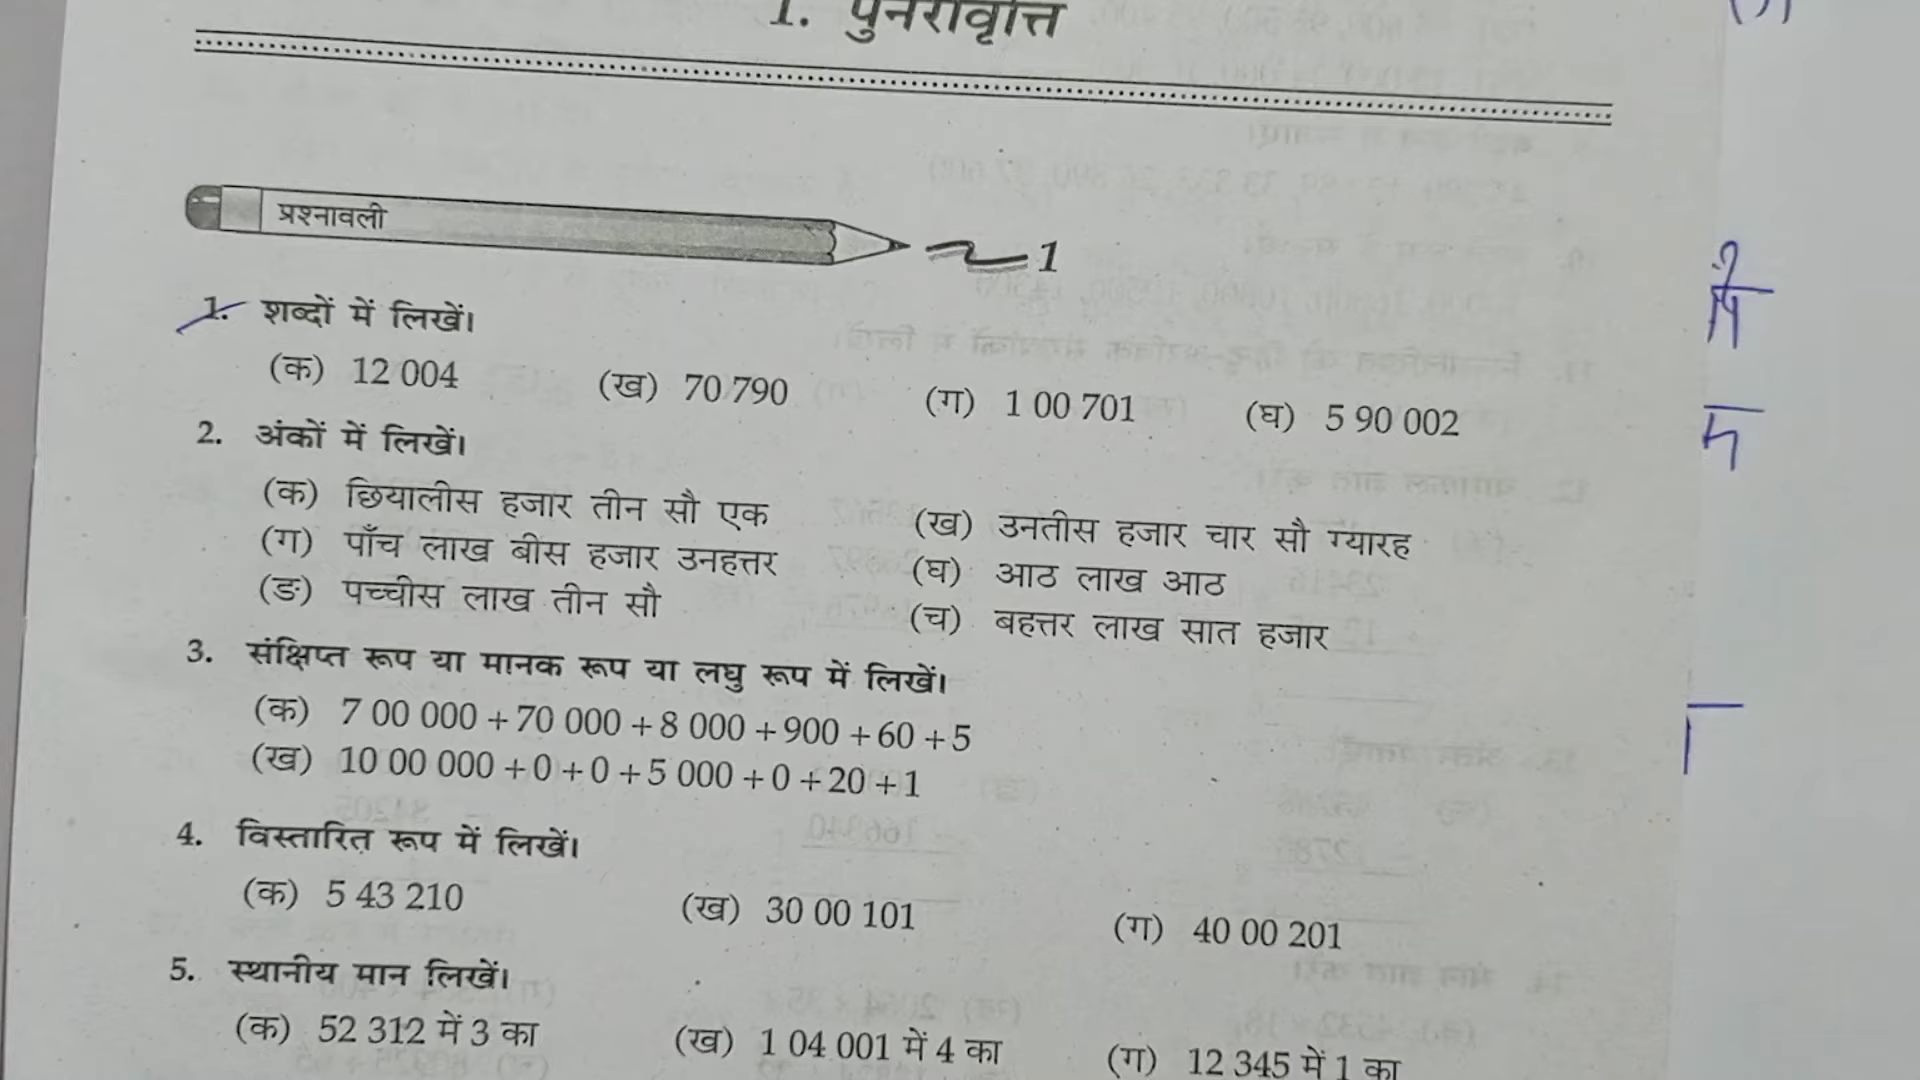 1. पुनरावृत्ति
प्रश्नावली 1
1. शब्दों में लिखें।
(क) 12 004 (ख) 70 790 (ग) 1 00 701 (घ) 5 90 002
2. अंकों में लिखें।
(क) छियालीस हजार तीन सौ एक (ख) उनतीस हजार चार सौ ग्यारह
(ग) पाँच लाख बीस हजार उनहत्तर (घ) आठ लाख आठ
(ङ) पच्चीस लाख तीन सौ (च) बहत्तर लाख सात हजार
3. संक्षिप्त रूप या मानक रूप या लघु रूप में लिखें।
(क) 7 00 000 + 70 000 + 8 000 + 900 + 60 + 5
(ख) 10 00 000 + 0 + 0 + 5 000 + 0 + 20 + 1
4. विस्तारित रूप में लिखें।
(क) 5 43 210 (ख) 30 00 101 (ग) 40 00 201
5. स्थानीय मान लिखें।
(क) 52 312 में 3 का (ख) 1 04 001 में 4 का (ग) 12 345 में 1 का